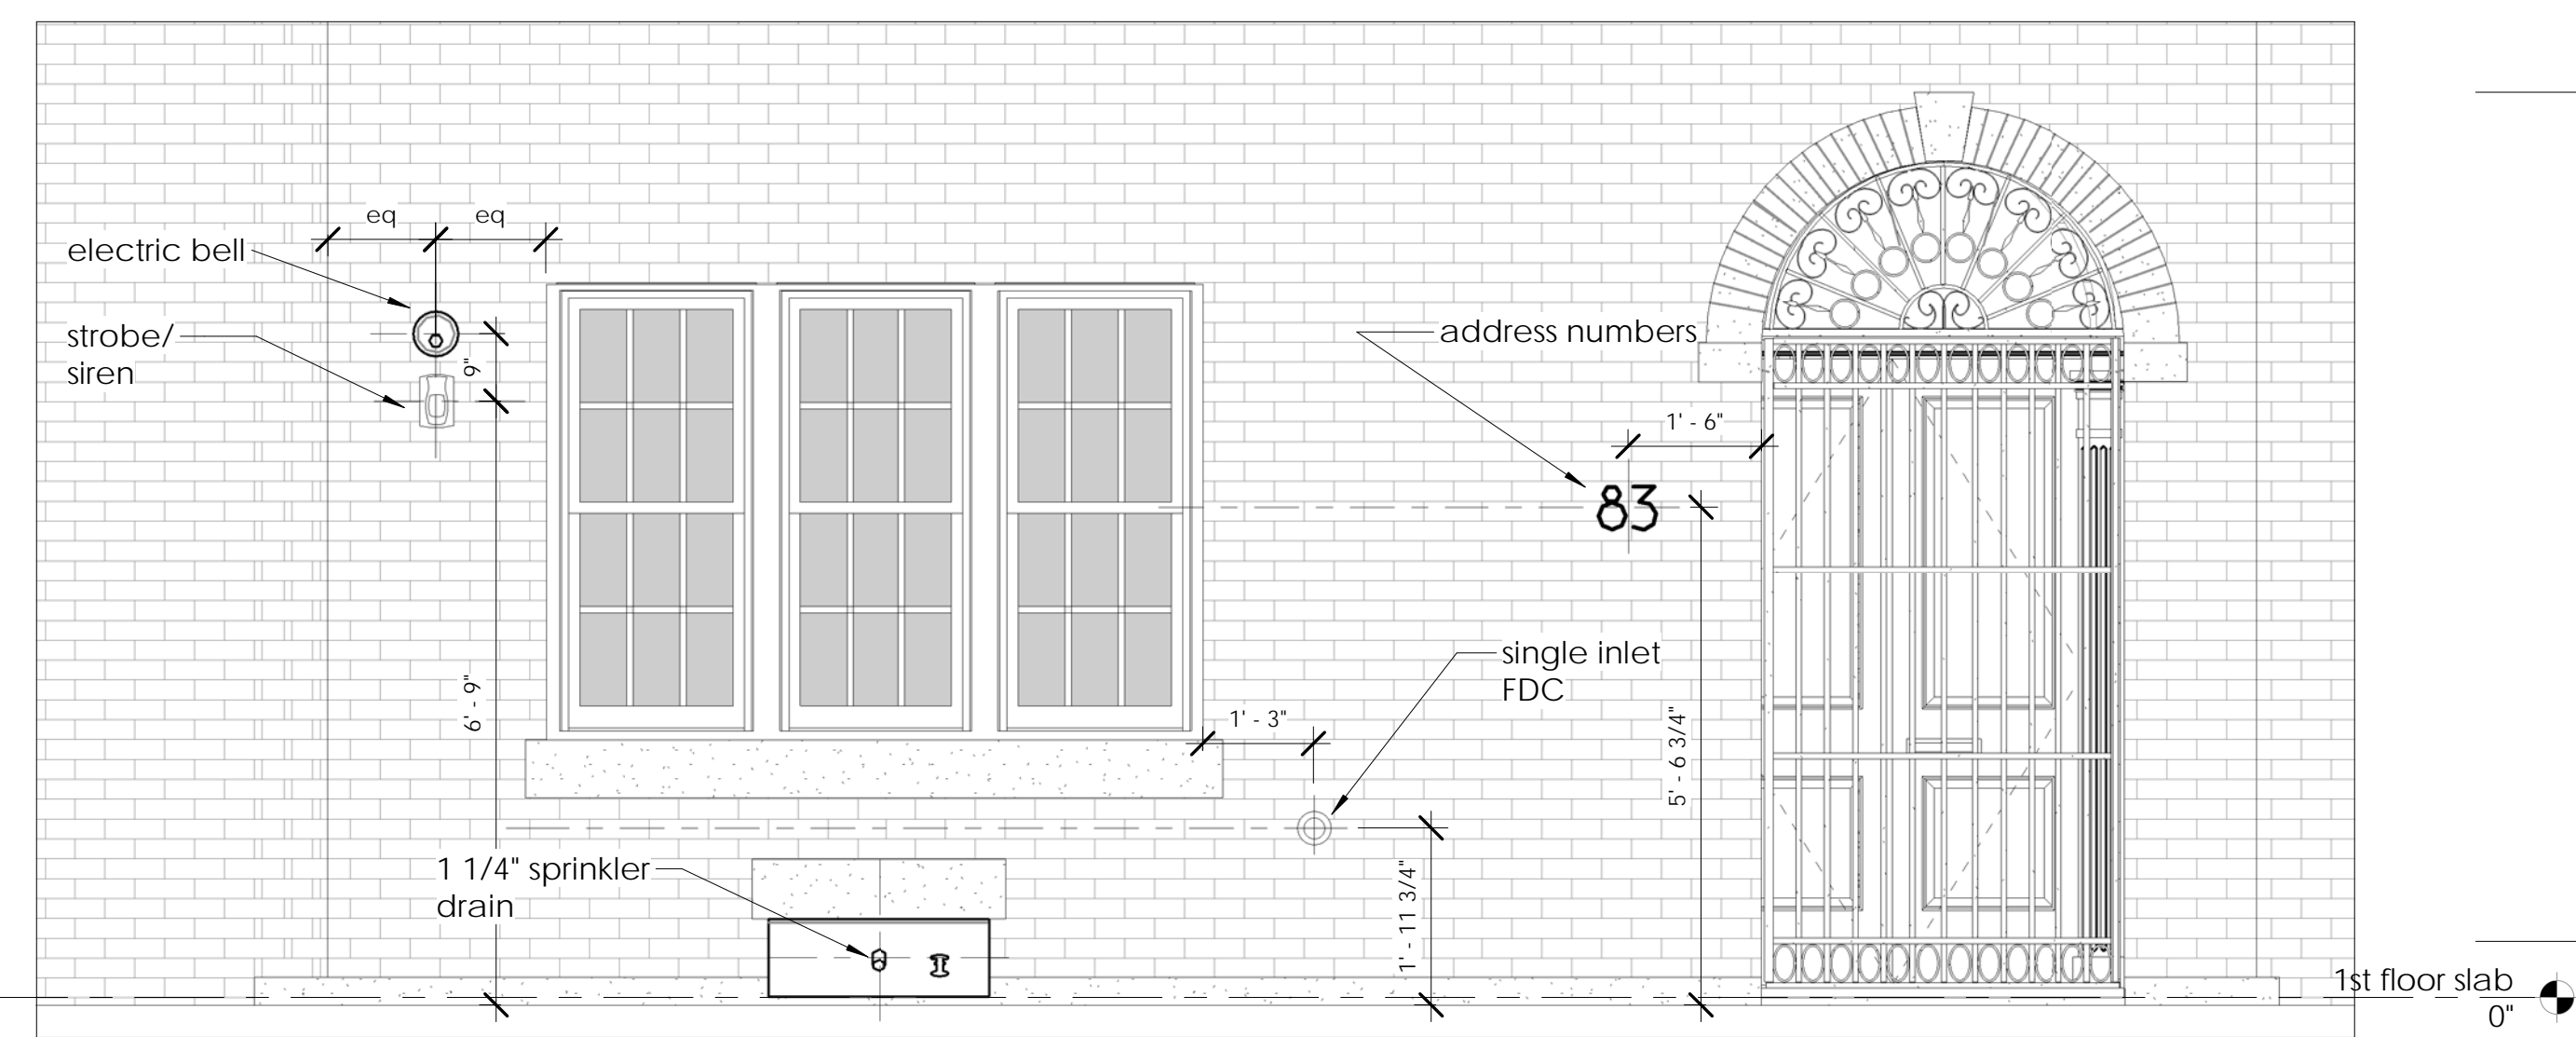 eq
eq
electric bell
strobe/
siren
9"
address numbers
1' - 6"
83
single inlet
FDC
6' - 9"
1' - 3"
5' - 6 3/4"
1 1/4" sprinkler
drain
1' - 11 3/4"
1st floor slab
0"